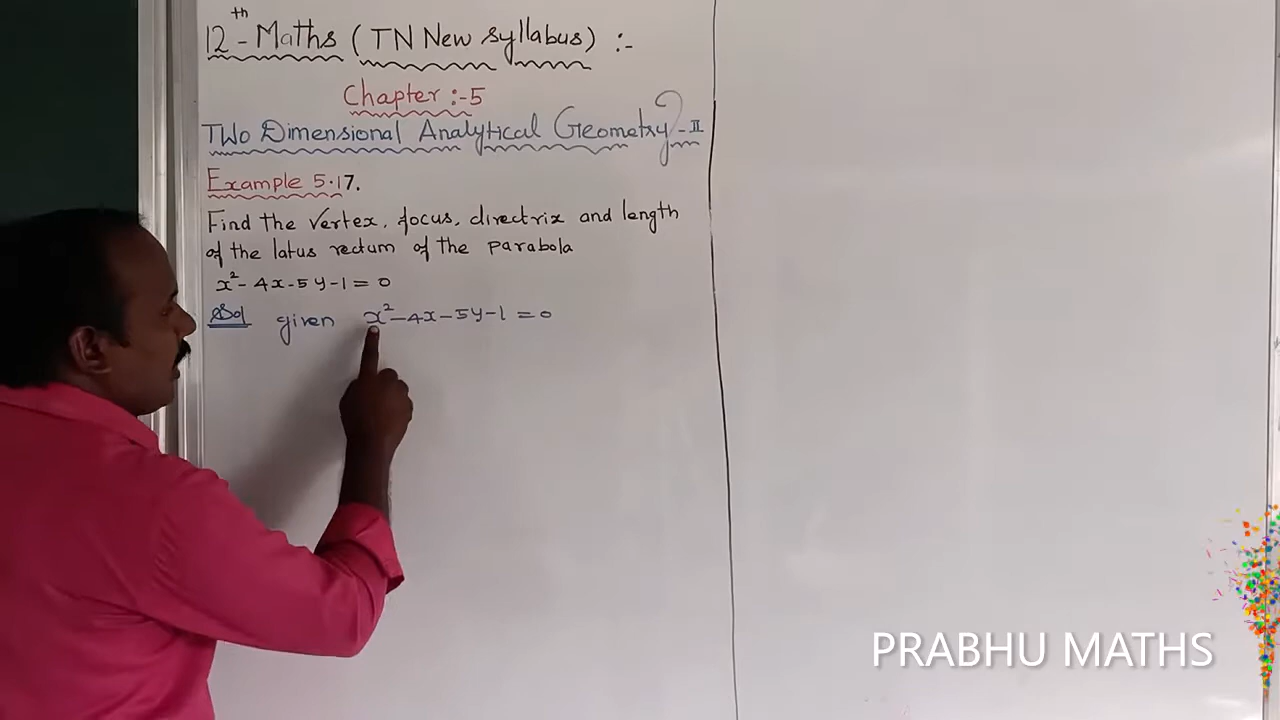 12th - Maths ( TN New syllabus ) :-
Chapter :-5
Two Dimensional Analytical Geometry - II
Example 5.17.
Find the vertex, focus, directrix and length
of the latus rectum of the parabola
x² - 4x - 5y - 1 = 0
Sol given x² - 4x - 5y - 1 = 0
PRABHU MATHS